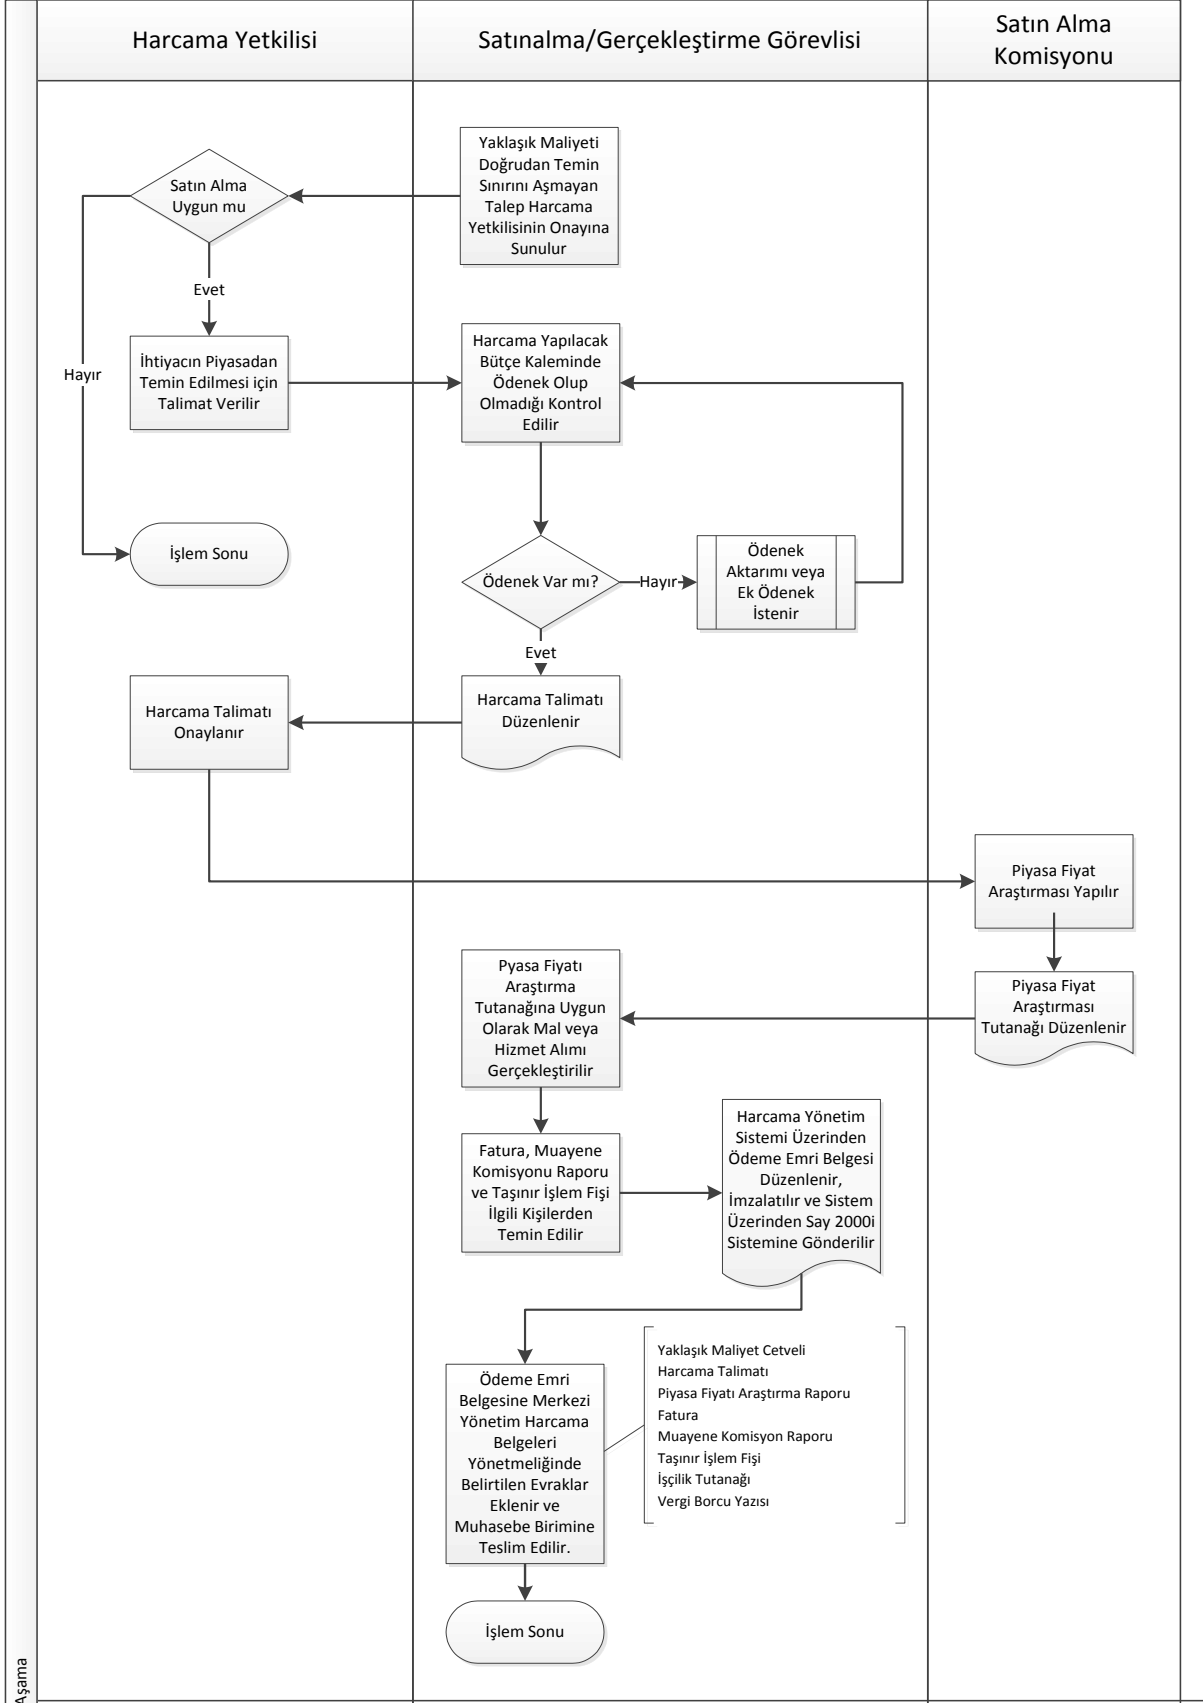 Harcama Yetkilisi
Satınalma/Gerçekleştirme Görevlisi
Satın Alma
Komisyonu
Yaklaşık Maliyeti
Doğrudan Temin
Sınırını Aşmayan
Talep Harcama
Yetkilisinin Onayına
Sunulur
Satın Alma
Uygun mu
Evet
Hayır
İhtiyacın Piyasadan
Temin Edilmesi için
Talimat Verilir
Harcama Yapılacak
Bütçe Kaleminde
Ödenek Olup
Olmadığı Kontrol
Edilir
İşlem Sonu
Ödenek Var mı?
Hayır
Ödenek
Aktarımı veya
Ek Ödenek
İstenir
Evet
Harcama Talimatı
Düzenlenir
Harcama Talimatı
Onaylanır
Piyasa Fiyat
Araştırması Yapılır
Piyasa Fiyat
Araştırması
Tutanağı Düzenlenir
Pyasa Fiyatı
Araştırma
Tutanağına Uygun
Olarak Mal veya
Hizmet Alımı
Gerçekleştirilir
Fatura, Muayene
Komisyonu Raporu
ve Taşınır İşlem Fişi
İlgili Kişilerden
Temin Edilir
Harcama Yönetim
Sistemi Üzerinden
Ödeme Emri Belgesi
Düzenlenir,
İmzalatılır ve Sistem
Üzerinden Say 2000i
Sistemine Gönderilir
Ödeme Emri
Belgesine Merkezi
Yönetim Harcama
Belgeleri
Yönetmeliğinde
Belirtilen Evraklar
Eklenir ve
Muhasebe Birimine
Teslim Edilir.
Yaklaşık Maliyet Cetveli
Harcama Talimatı
Piyasa Fiyatı Araştırma Raporu
Fatura
Muayene Komisyon Raporu
Taşınır İşlem Fişi
İşçilik Tutanağı
Vergi Borcu Yazısı
İşlem Sonu
Aşama